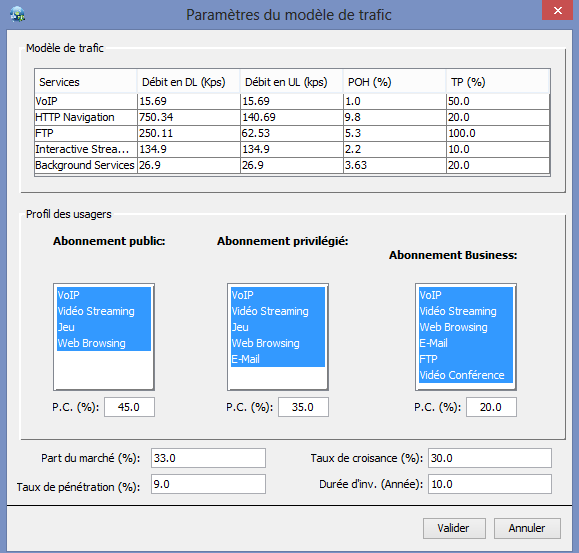 Paramètres du modèle de trafic
Modèle de trafic
Services Débit en DL (Kps) Débit en UL (kps) POH (%) TP (%)
VoIP 15.69 15.69 1.0 50.0
HTTP Navigation 750.34 140.69 9.8 20.0
FTP 250.11 62.53 5.3 100.0
Interactive Strea... 134.9 134.9 2.2 10.0
Background Services 26.9 26.9 3.63 20.0
Profil des usagers
Abonnement public: Abonnement privilégié: Abonnement Business:
VoIP VoIP VoIP
Vidéo Streaming Vidéo Streaming Vidéo Streaming
Jeu Jeu Web Browsing
Web Browsing Web Browsing E-Mail
E-Mail FTP
Vidéo Conférence
P.C. (%): 45.0 P.C. (%): 35.0 P.C. (%): 20.0
Part du marché (%): 33.0 Taux de croisance (%): 30.0
Taux de pénétration (%): 9.0 Durée d'inv. (Année): 10.0
Valider Annuler